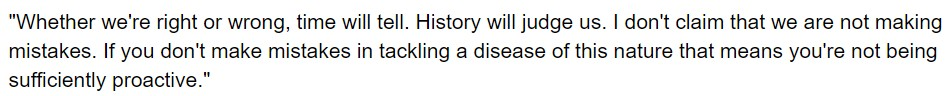 "Whether we're right or wrong, time will tell. History will judge us. I don't claim that we are not making
mistakes. If you don't make mistakes in tackling a disease of this nature that means you're not being
sufficiently proactive."